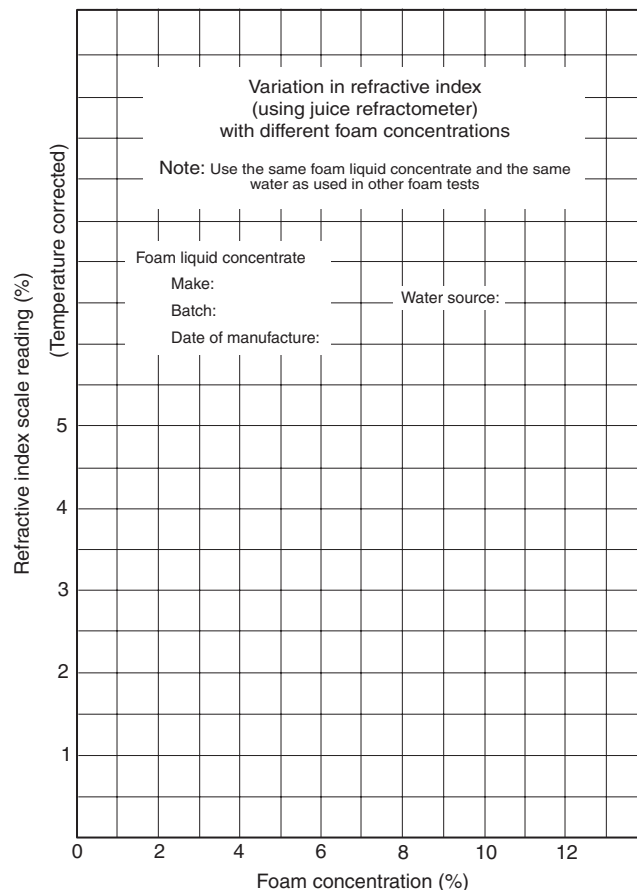 Variation in refractive index
(using juice refractometer)
with different foam concentrations
Note: Use the same foam liquid concentrate and the same
water as used in other foam tests
Foam liquid concentrate
Make:
Batch:
Date of manufacture:
Water source:
Refractive index scale reading (%)
(Temperature corrected)
5
4
3
2
1
0 2 4 6 8 10 12
Foam concentration (%)